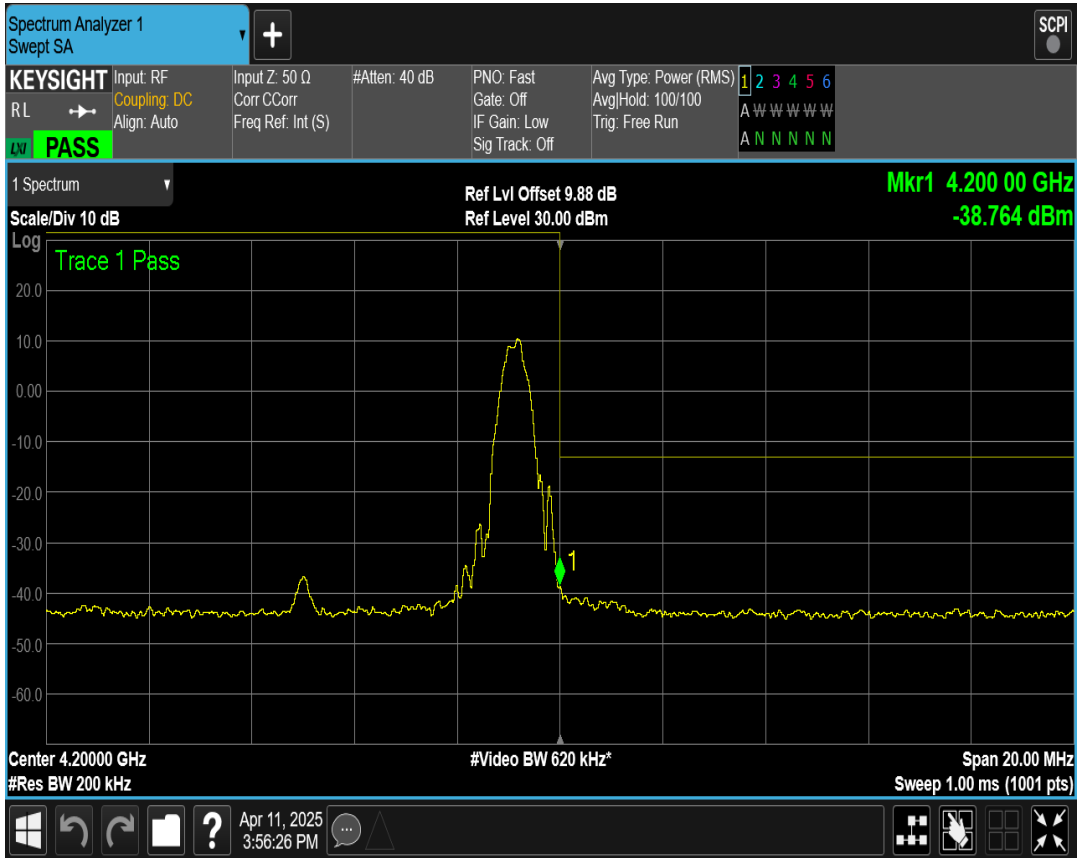 Spectrum Analyzer 1
Swept SA
+
SCPI
KEYSIGHT
R L
LXI PASS
Input: RF
Coupling: DC
Align: Auto
Input Z: 50 Ω
Corr CCorr
Freq Ref: Int (S)
#Atten: 40 dB
PNO: Fast
Gate: Off
IF Gain: Low
Sig Track: Off
Avg Type: Power (RMS)
Avg|Hold: 100/100
Trig: Free Run
1 2 3 4 5 6
A W W W W W
A N N N N N
1 Spectrum
Scale/Div 10 dB
Ref Lvl Offset 9.88 dB
Ref Level 30.00 dBm
Mkr1 4.200 00 GHz
-38.764 dBm
Log
Trace 1 Pass
20.0
10.0
0.00
-10.0
-20.0
-30.0
1
-40.0
-50.0
-60.0
Center 4.20000 GHz
#Res BW 200 kHz
#Video BW 620 kHz*
Span 20.00 MHz
Sweep 1.00 ms (1001 pts)
?
Apr 11, 2025
3:56:26 PM